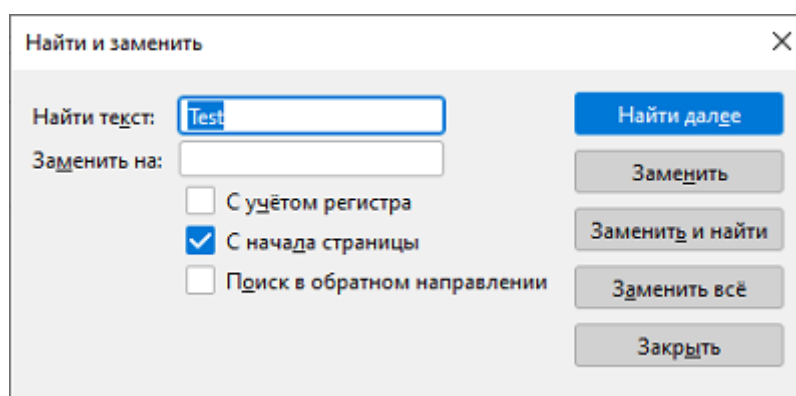 Найти и заменить
Найти текст: Test
Заменить на:
С учётом регистра
С начала страницы
Поиск в обратном направлении
Найти далее
Заменить
Заменить и найти
Заменить всё
Закрыть